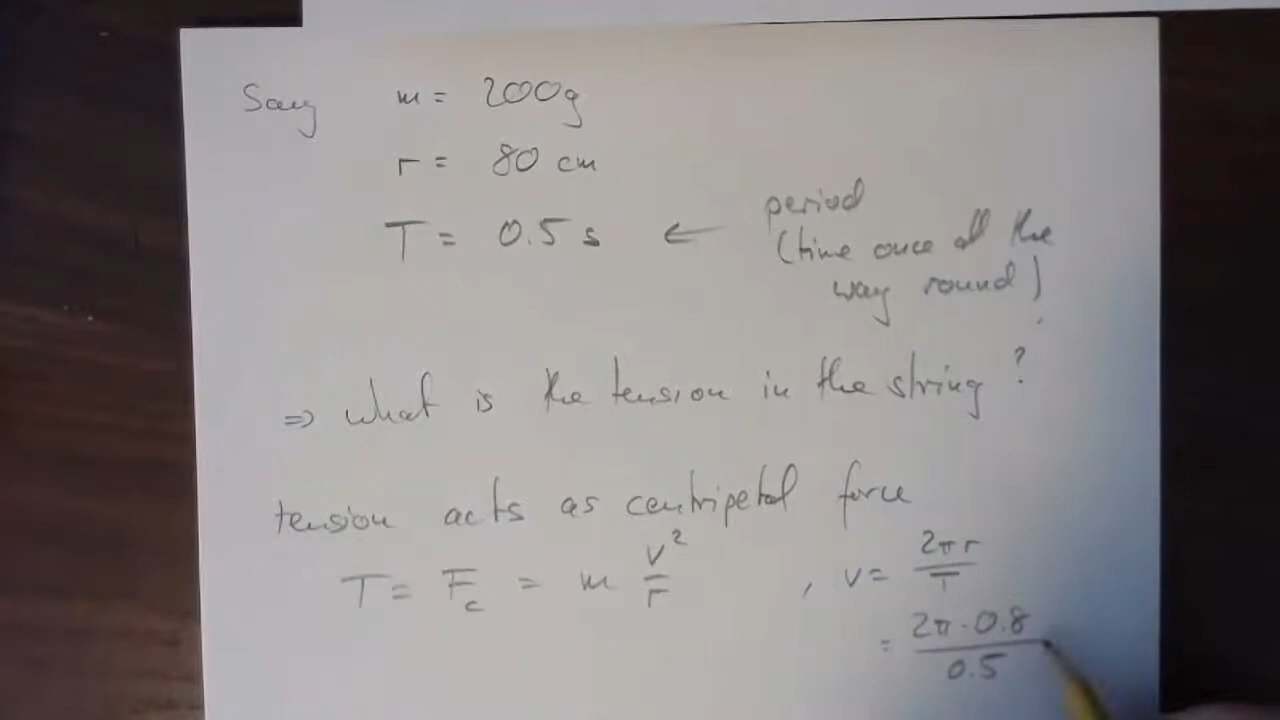 Say m = 200g
r = 80 cm
T = 0.5 s ← period
(time once all the
way round)
⇒ what is the tension in the string?
tension acts as centripetal force
T = F_c = m v²/r , v = 2πr/T
= 2π·0.8/0.5